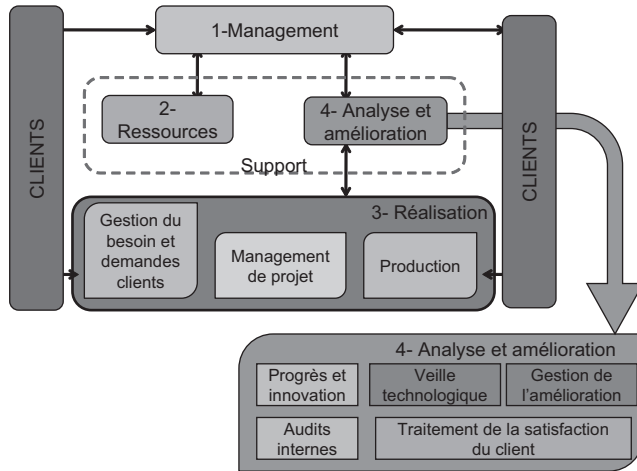 1-Management
CLIENTS
2-
Ressources
4- Analyse et
amélioration
Support
CLIENTS
3- Réalisation
Gestion du
besoin et
demandes
clients
Management
de projet
Production
4- Analyse et amélioration
Progrès et
innovation
Veille
technologique
Gestion de
l'amélioration
Audits
internes
Traitement de la satisfaction
du client